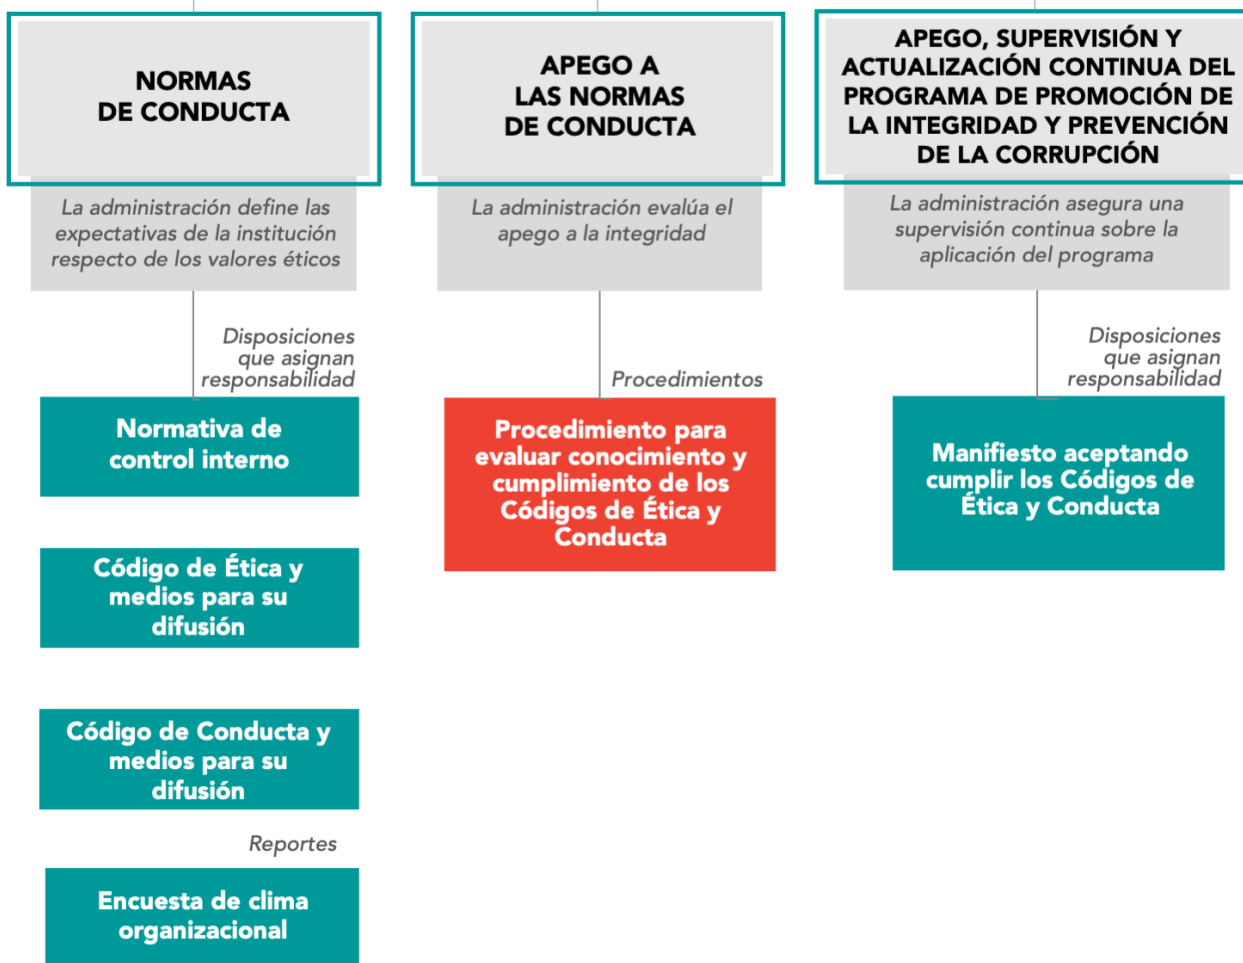 NORMAS
DE CONDUCTA
La administración define las
expectativas de la institución
respecto de los valores éticos
Disposiciones
que asignan
responsabilidad
Normativa de
control interno
Código de Ética y
medios para su
difusión
Código de Conducta y
medios para su
difusión
Reportes
Encuesta de clima
organizacional
APEGO A
LAS NORMAS
DE CONDUCTA
La administración evalúa el
apego a la integridad
Procedimientos
Procedimiento para
evaluar conocimiento y
cumplimiento de los
Códigos de Ética y
Conducta
APEGO, SUPERVISIÓN Y
ACTUALIZACIÓN CONTINUA DEL
PROGRAMA DE PROMOCIÓN DE
LA INTEGRIDAD Y PREVENCIÓN
DE LA CORRUPCIÓN
La administración asegura una
supervisión continua sobre la
aplicación del programa
Disposiciones
que asignan
responsabilidad
Manifiesto aceptando
cumplir los Códigos de
Ética y Conducta